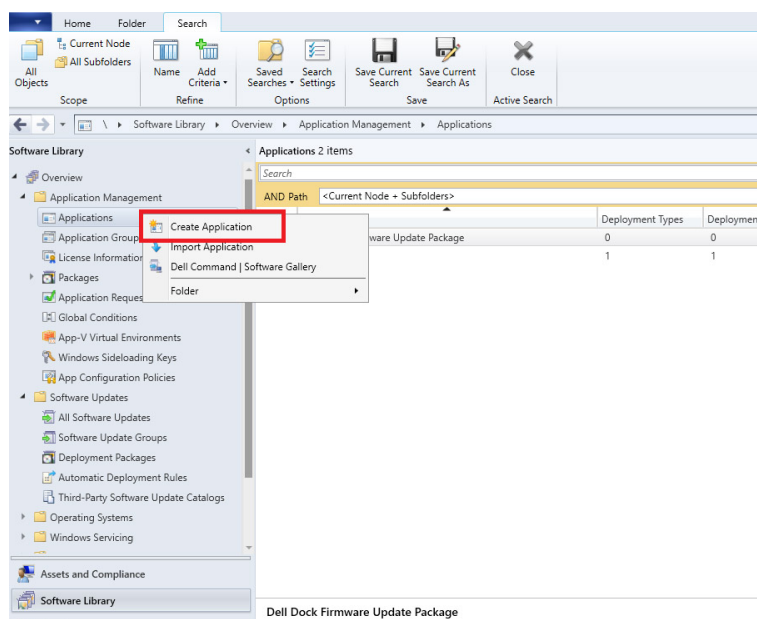 Home Folder Search
Current Node
All Subfolders
All Objects
Name
Add Criteria
Saved Searches
Search Settings
Save Current Search
Save Current Search As
Close
Scope Refine Options Save Active Search
\ Software Library Overview Application Management Applications
Software Library
Applications 2 items
Search
AND Path <Current Node + Subfolders>
Deployment Types
0
0
1
1
ware Update Package
Overview
Application Management
Applications
Application Group
License Information
Packages
Application Reques
Global Conditions
App-V Virtual Environments
Windows Sideloading Keys
App Configuration Policies
Software Updates
All Software Updates
Software Update Groups
Deployment Packages
Automatic Deployment Rules
Third-Party Software Update Catalogs
Operating Systems
Windows Servicing
Create Application
Import Application
Dell Command | Software Gallery
Folder
Assets and Compliance
Software Library
Dell Dock Firmware Update Package